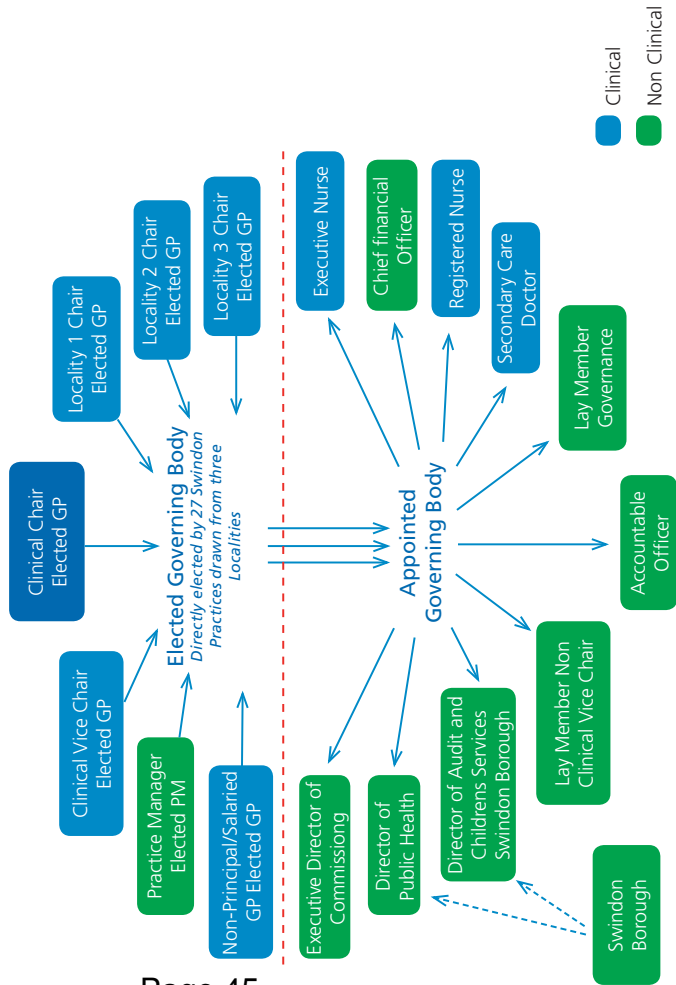 Clinical Chair
Elected GP
Clinical Vice Chair
Elected GP
Locality 1 Chair
Elected GP
Practice Manager
Elected PM
Locality 2 Chair
Elected GP
Non-Principal/Salaried
GP Elected GP
Locality 3 Chair
Elected GP
Elected Governing Body
Directly elected by 27 Swindon
Practices drawn from three
Localities
Executive Director of
Commissiong
Executive Nurse
Director of
Public Health
Chief financial
Officer
Appointed
Governing Body
Director of Audit and
Childrens Services
Swindon Borough
Registered Nurse
Secondary Care
Doctor
Lay Member Non
Clinical Vice Chair
Lay Member
Governance
Swindon
Borough
Accountable
Officer
Clinical
Non Clinical
Page 45